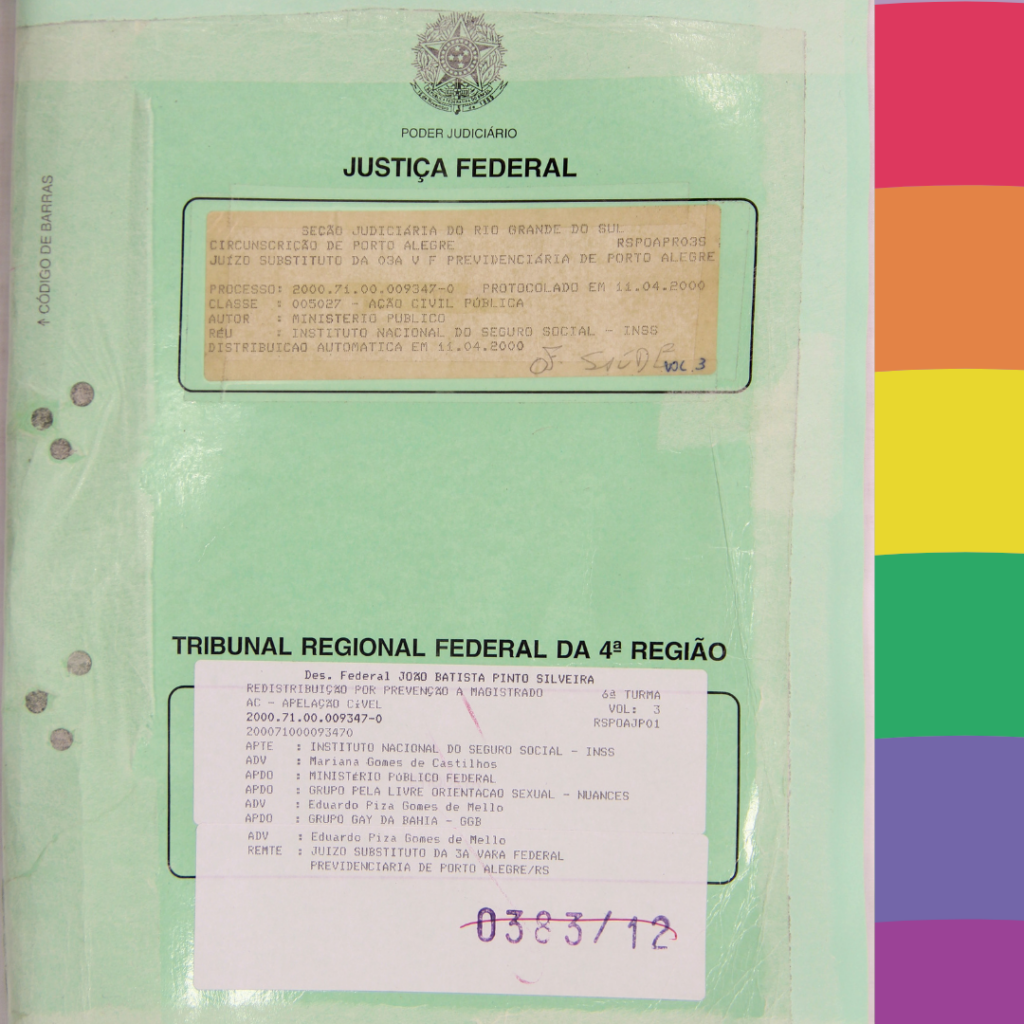 PODER JUDICIÁRIO
JUSTIÇA FEDERAL
↑ CÓDIGO DE BARRAS
SEÇÃO JUDICIÁRIA DO RIO GRANDE DO SUL
CIRCUNSCRIÇÃO DE PORTO ALEGRE RSPOAPR03S
JUÍZO SUBSTITUTO DA 03A V F PREVIDENCIÁRIA DE PORTO ALEGRE
PROCESSO: 2000.71.00.009347-0 PROTOCOLADO EM 11.04.2000
CLASSE : 005027 - AÇÃO CIVIL PÚBLICA
AUTOR : MINISTERIO PUBLICO
RÉU : INSTITUTO NACIONAL DO SEGURO SOCIAL - INSS
DISTRIBUICAO AUTOMATICA EM 11.04.2000
VOL. 3
TRIBUNAL REGIONAL FEDERAL DA 4ª REGIÃO
Des. Federal JOÃO BATISTA PINTO SILVEIRA
REDISTRIBUIÇÃO POR PREVENÇÃO A MAGISTRADO 6ª TURMA
AC - APELAÇÃO CíVEL VOL: 3
2000.71.00.009347-0 RSPOAJP01
200071000093470
APTE : INSTITUTO NACIONAL DO SEGURO SOCIAL - INSS
ADV : Mariana Gomes de Castilhos
APDO : MINISTÉRIO PÚBLICO FEDERAL
APDO : GRUPO PELA LIVRE ORIENTACAO SEXUAL - NUANCES
ADV : Eduardo Piza Gomes de Mello
APDO : GRUPO GAY DA BAHIA - GGB
ADV : Eduardo Piza Gomes de Mello
REMTE : JUIZO SUBSTITUTO DA 3A VARA FEDERAL
PREVIDENCIARIA DE PORTO ALEGRE/RS
0383/12